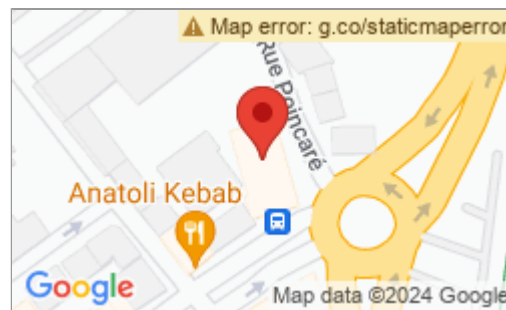 ⚠ Map error: g.co/staticmaperror
Rue Poincaré
Anatoli Kebab
Google
Map data ©2024 Google